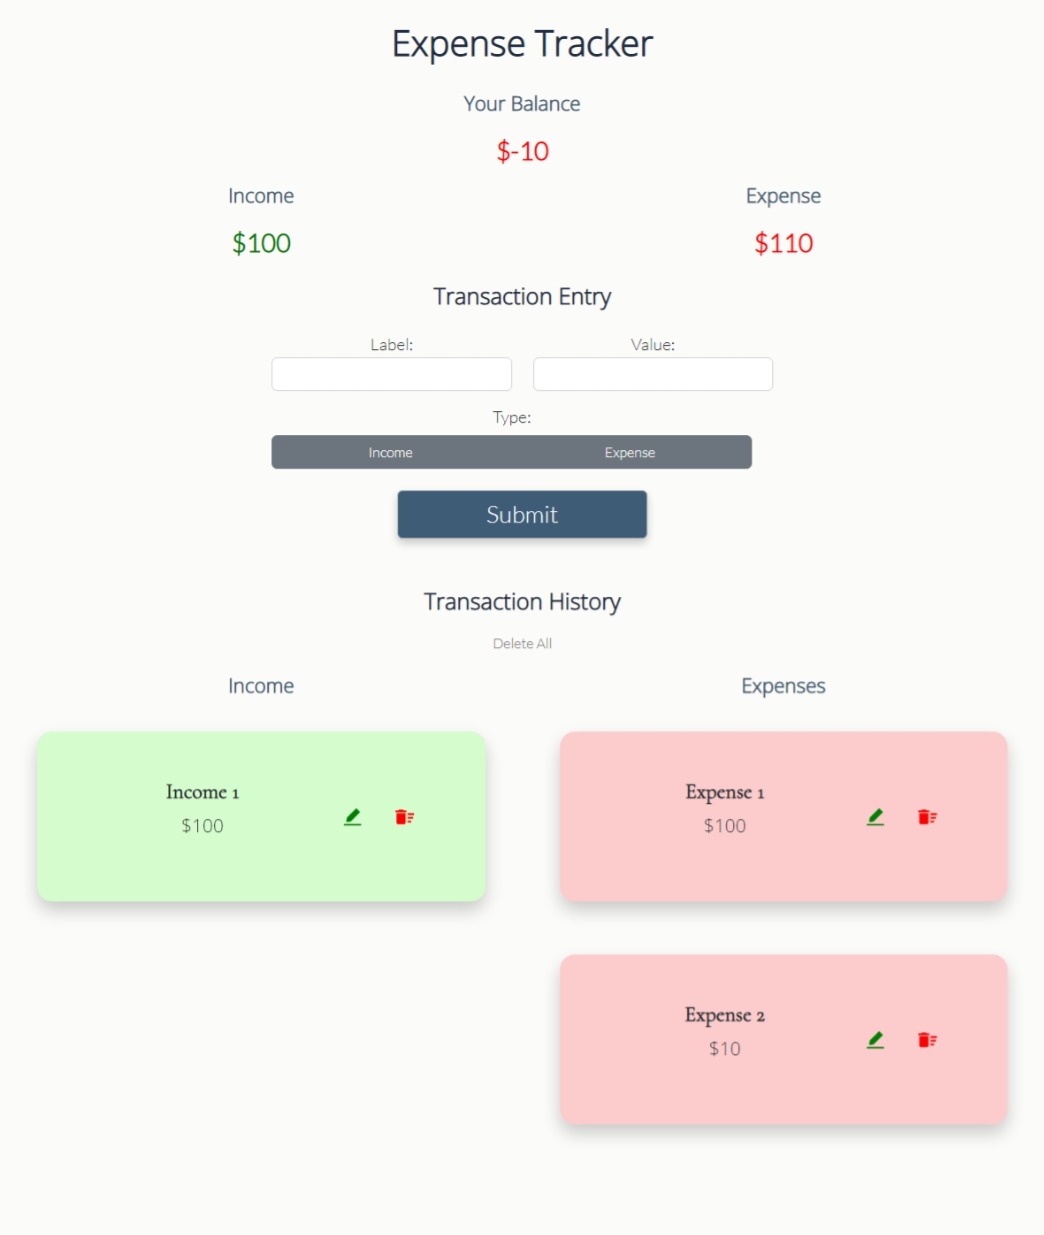 Expense Tracker
Your Balance
$-10
Income
Expense
$100
$110
Transaction Entry
Label:
Value:
Type:
Income
Expense
Submit
Transaction History
Delete All
Income
Expenses
Income 1
$100
Expense 1
$100
Expense 2
$10